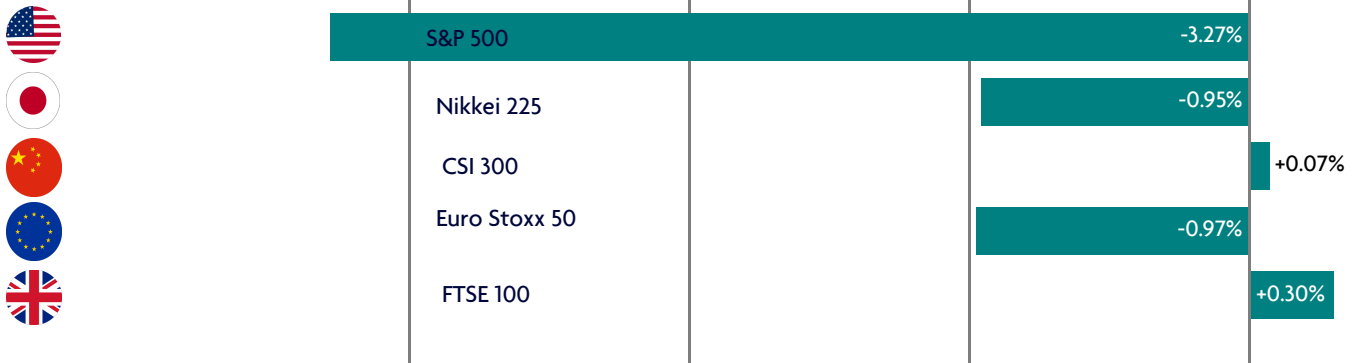 S&P 500 -3.27%
Nikkei 225 -0.95%
CSI 300 +0.07%
Euro Stoxx 50 -0.97%
FTSE 100 +0.30%